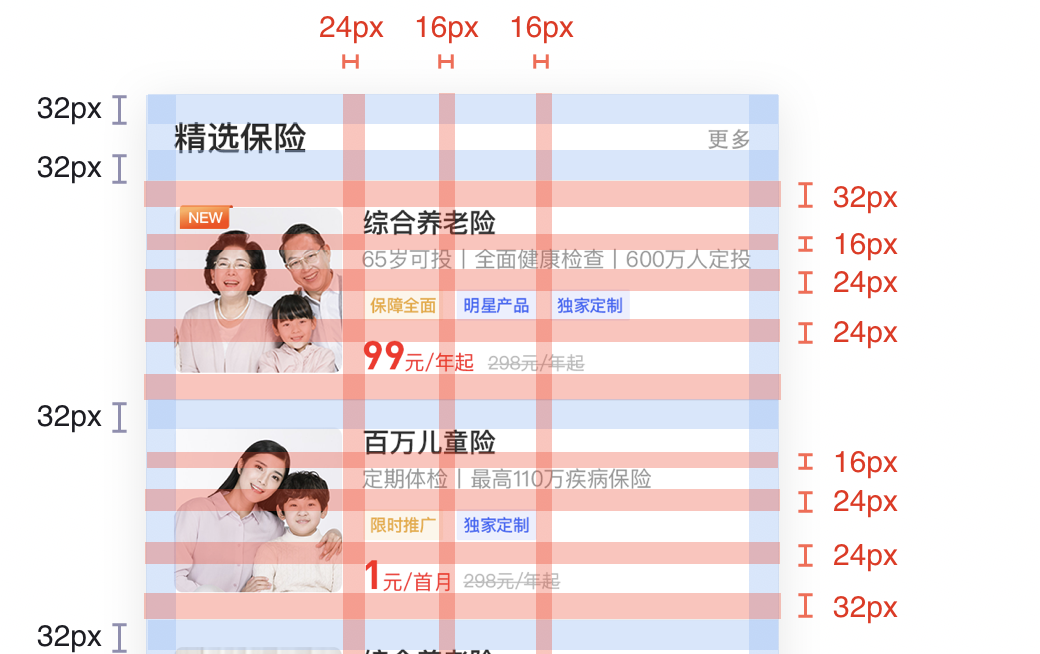 24px 16px 16px
32px
精选保险 更多
32px
32px
NEW
综合养老险
16px
65岁可投｜全面健康检查｜600万人定投
24px
保障全面 明星产品 独家定制
24px
99元/年起 298元/年起
32px
百万儿童险
16px
定期体检｜最高110万疾病保险
24px
限时推广 独家定制
24px
1元/首月 298元/年起
32px
32px